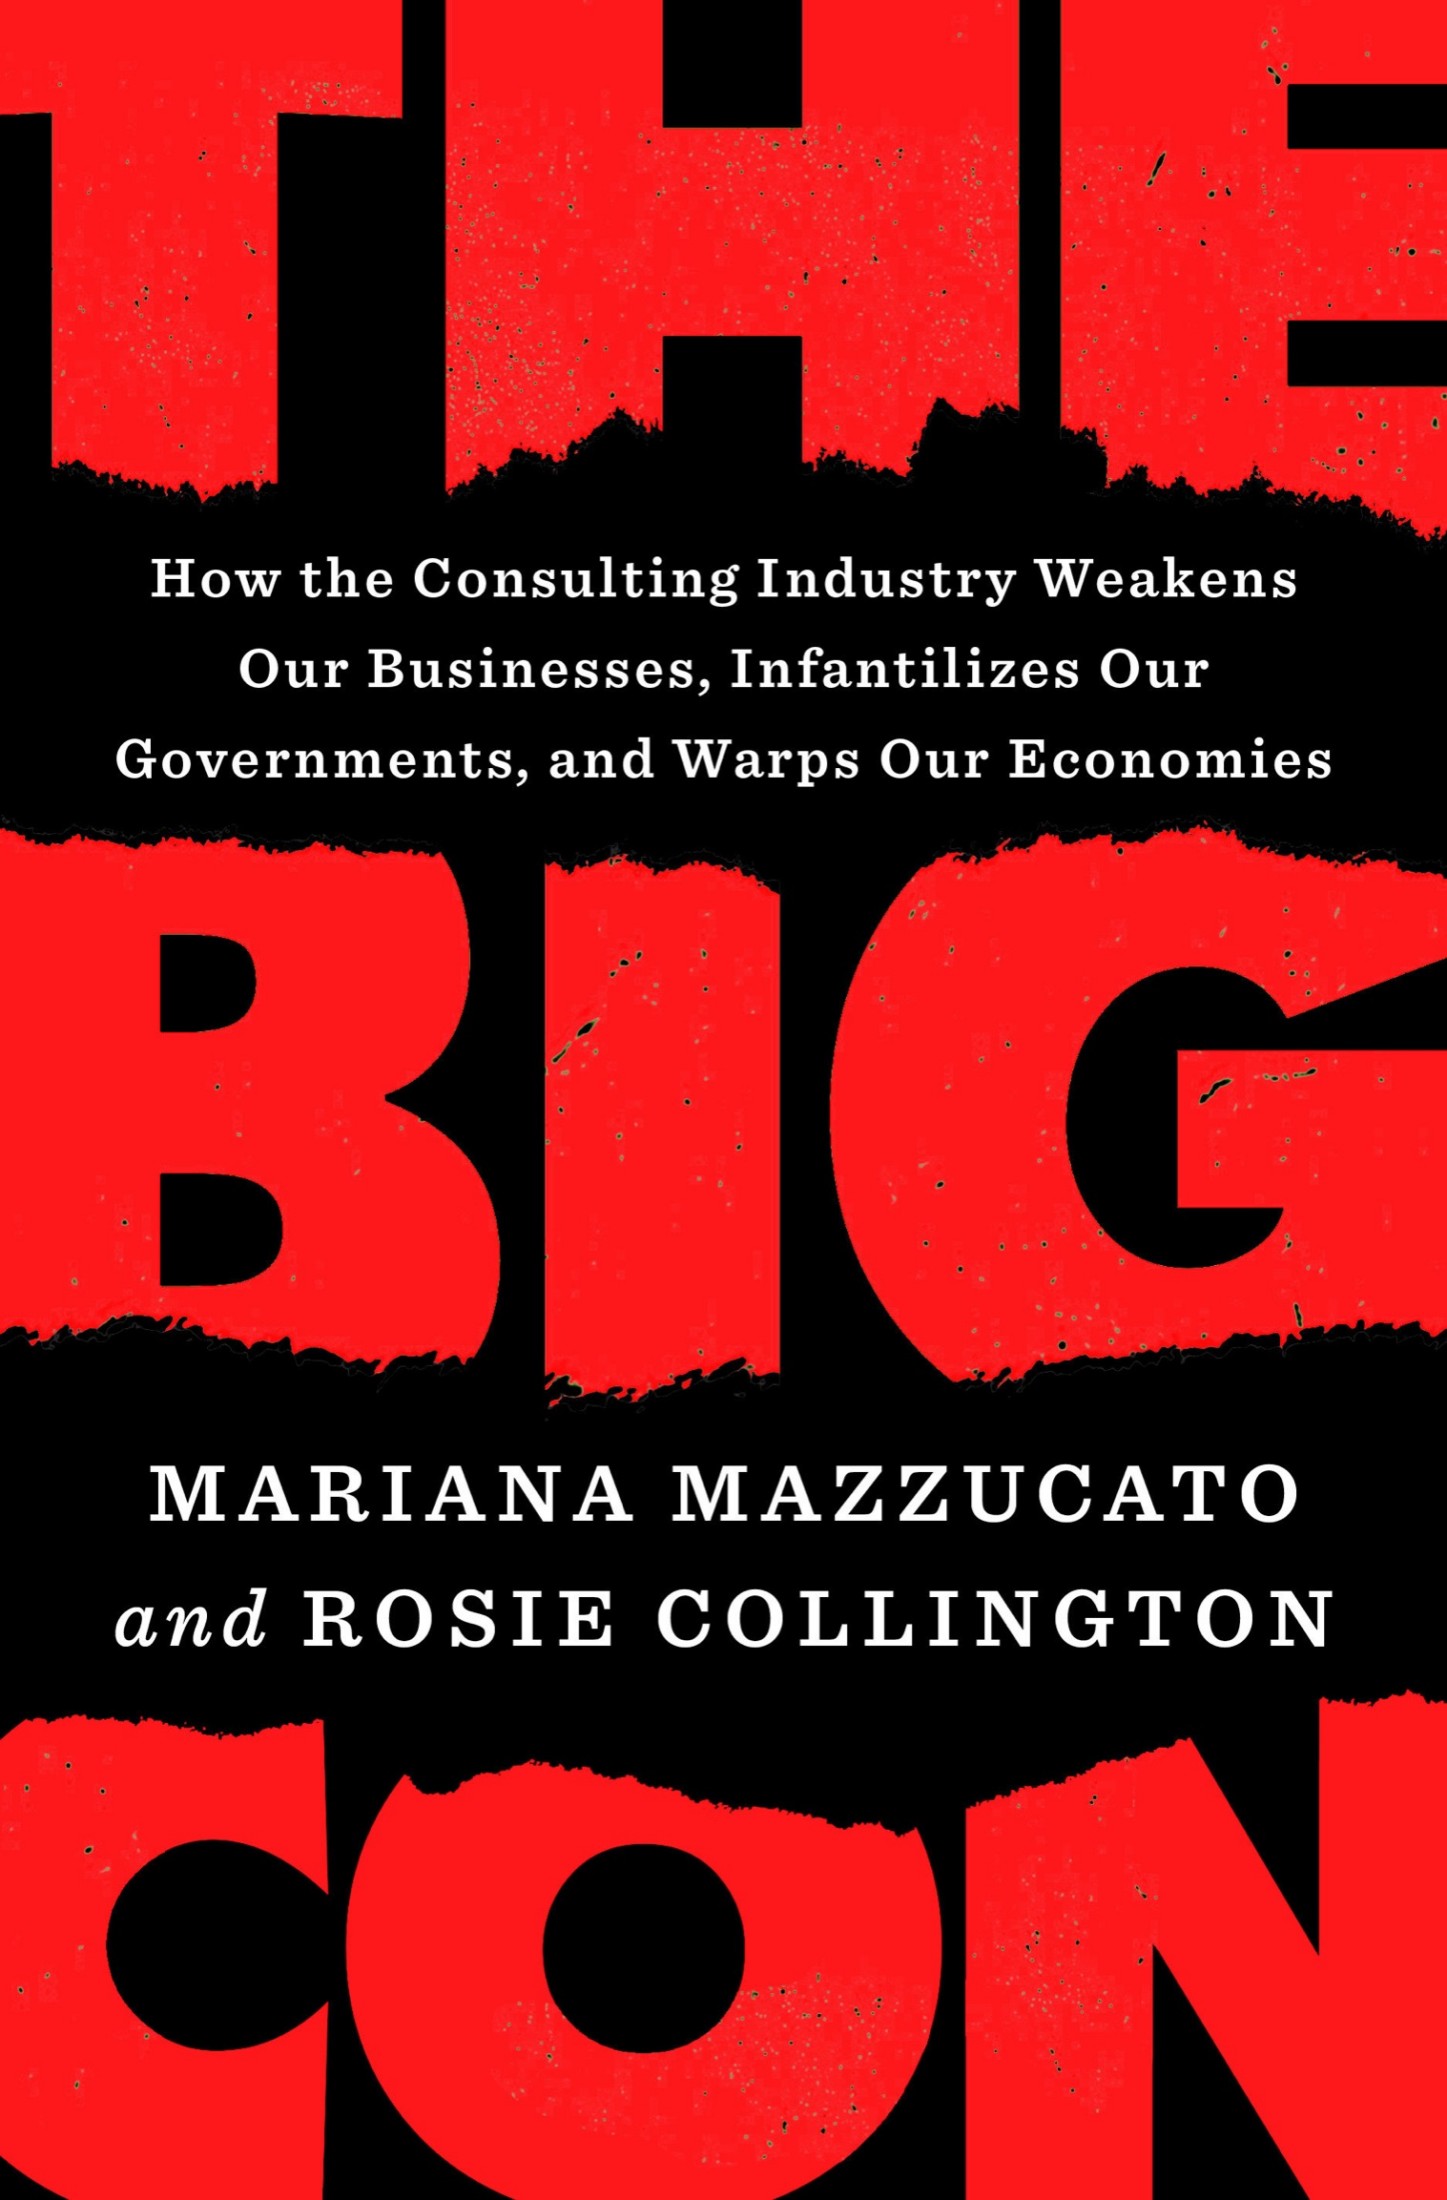 THE
How the Consulting Industry Weakens
Our Businesses, Infantilizes Our
Governments, and Warps Our Economies
BIG
MARIANA MAZZUCATO
and ROSIE COLLINGTON
CON